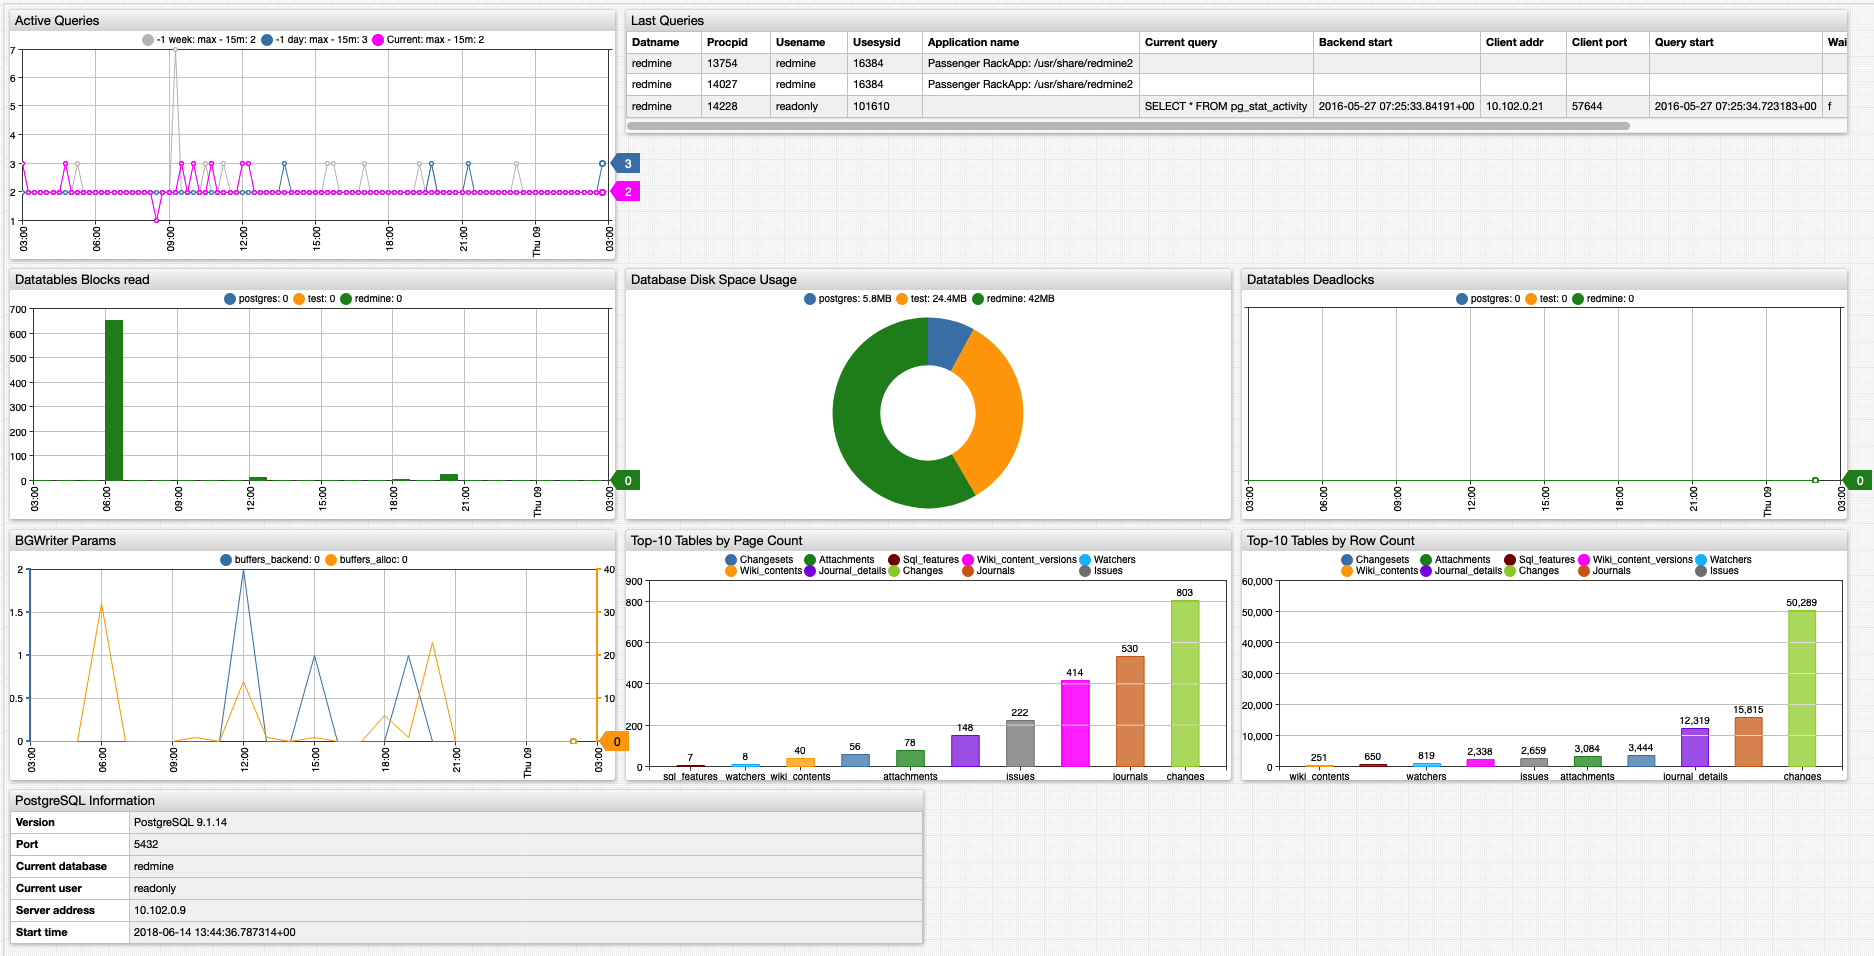 Active Queries
-1 week: max - 15m: 2 -1 day: max - 15m: 3 Current: max - 15m: 2
7
6
5
4
3
2
1
3
2
03:00 06:00 09:00 12:00 15:00 18:00 21:00 Thu 09 03:00
Last Queries
Datname Procpid Usename Usesysid Application name Current query Backend start Client addr Client port Query start Wai
redmine 13754 redmine 16384 Passenger RackApp: /usr/share/redmine2
redmine 14027 redmine 16384 Passenger RackApp: /usr/share/redmine2
redmine 14228 readonly 101610 SELECT * FROM pg_stat_activity 2016-05-27 07:25:33.84191+00 10.102.0.21 57644 2016-05-27 07:25:34.723183+00 f
Datatables Blocks read
postgres: 0 test: 0 redmine: 0
700
600
500
400
300
200
100
0
0
03:00 06:00 09:00 12:00 15:00 18:00 21:00 Thu 09 03:00
Database Disk Space Usage
postgres: 5.8MB test: 24.4MB redmine: 42MB
Datatables Deadlocks
postgres: 0 test: 0 redmine: 0
0
03:00 06:00 09:00 12:00 15:00 18:00 21:00 Thu 09 03:00
BGWriter Params
buffers_backend: 0 buffers_alloc: 0
2 40
1.5 30
1 20
0.5 10
0 0
03:00 06:00 09:00 12:00 15:00 18:00 21:00 Thu 09 03:00
Top-10 Tables by Page Count
Changesets Attachments Sql_features Wiki_content_versions Watchers
Wiki_contents Journal_details Changes Journals Issues
900
800
600
400
200
0
7 8 40 56 78 148 222 414 530 803
sql_features watchers wiki_contents attachments issues journals changes
Top-10 Tables by Row Count
Changesets Attachments Sql_features Wiki_content_versions Watchers
Wiki_contents Journal_details Changes Journals Issues
60,000
50,000
40,000
30,000
20,000
10,000
0
251 650 819 2,338 2,659 3,084 3,444 12,319 15,815 50,289
wiki_contents watchers issues attachments journal_details changes
PostgreSQL Information
Version PostgreSQL 9.1.14
Port 5432
Current database redmine
Current user readonly
Server address 10.102.0.9
Start time 2018-06-14 13:44:36.787314+00